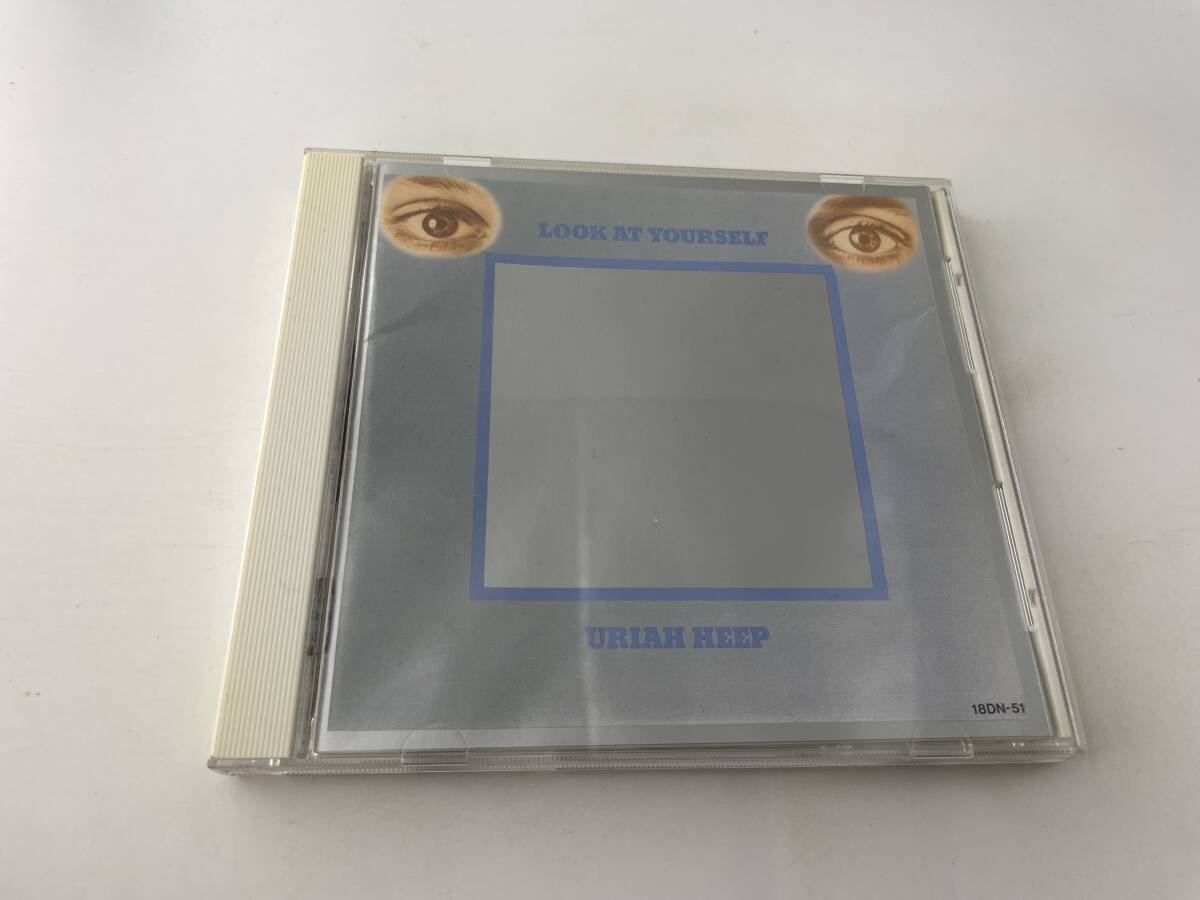 LOOK AT YOURSELF
URIAH HEEP
18DN-51